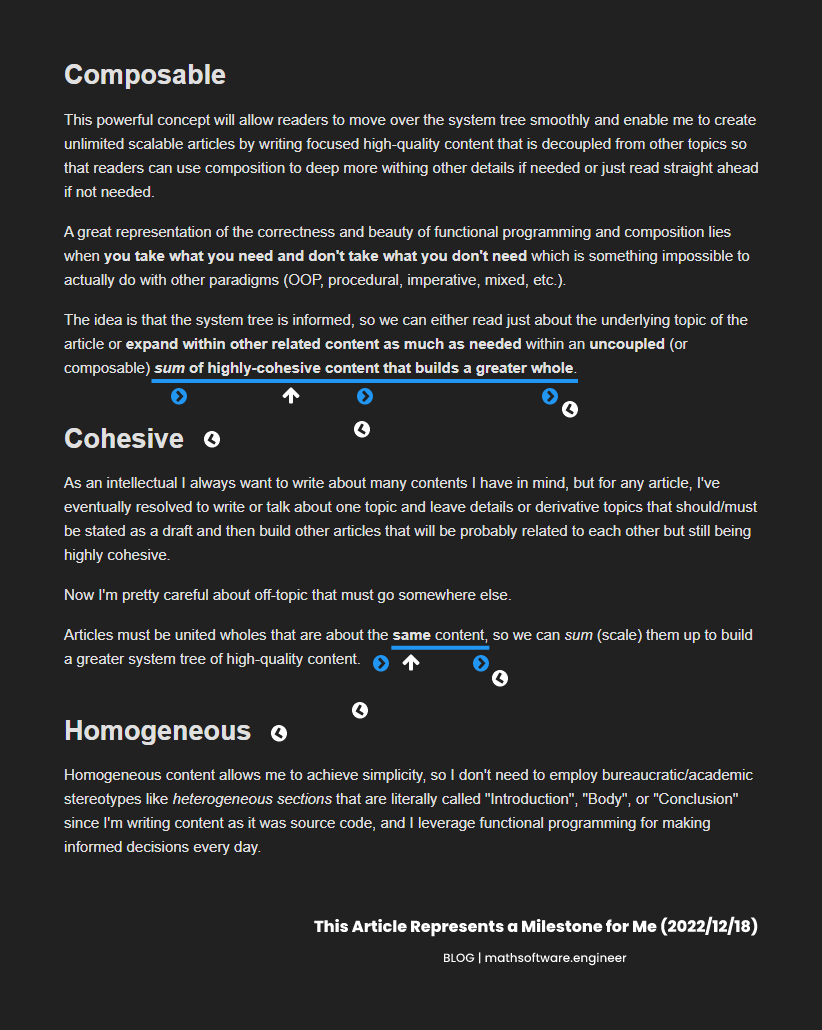 Composable
This powerful concept will allow readers to move over the system tree smoothly and enable me to create
unlimited scalable articles by writing focused high-quality content that is decoupled from other topics so
that readers can use composition to deep more withing other details if needed or just read straight ahead
if not needed.
A great representation of the correctness and beauty of functional programming and composition lies
when you take what you need and don't take what you don't need which is something impossible to
actually do with other paradigms (OOP, procedural, imperative, mixed, etc.).
The idea is that the system tree is informed, so we can either read just about the underlying topic of the
article or expand within other related content as much as needed within an uncoupled (or
composable) sum of highly-cohesive content that builds a greater whole.
Cohesive
As an intellectual I always want to write about many contents I have in mind, but for any article, I've
eventually resolved to write or talk about one topic and leave details or derivative topics that should/must
be stated as a draft and then build other articles that will be probably related to each other but still being
highly cohesive.
Now I'm pretty careful about off-topic that must go somewhere else.
Articles must be united wholes that are about the same content, so we can sum (scale) them up to build
a greater system tree of high-quality content.
Homogeneous
Homogeneous content allows me to achieve simplicity, so I don't need to employ bureaucratic/academic
stereotypes like heterogeneous sections that are literally called "Introduction", "Body", or "Conclusion"
since I'm writing content as it was source code, and I leverage functional programming for making
informed decisions every day.
This Article Represents a Milestone for Me (2022/12/18)
BLOG | mathsoftware.engineer